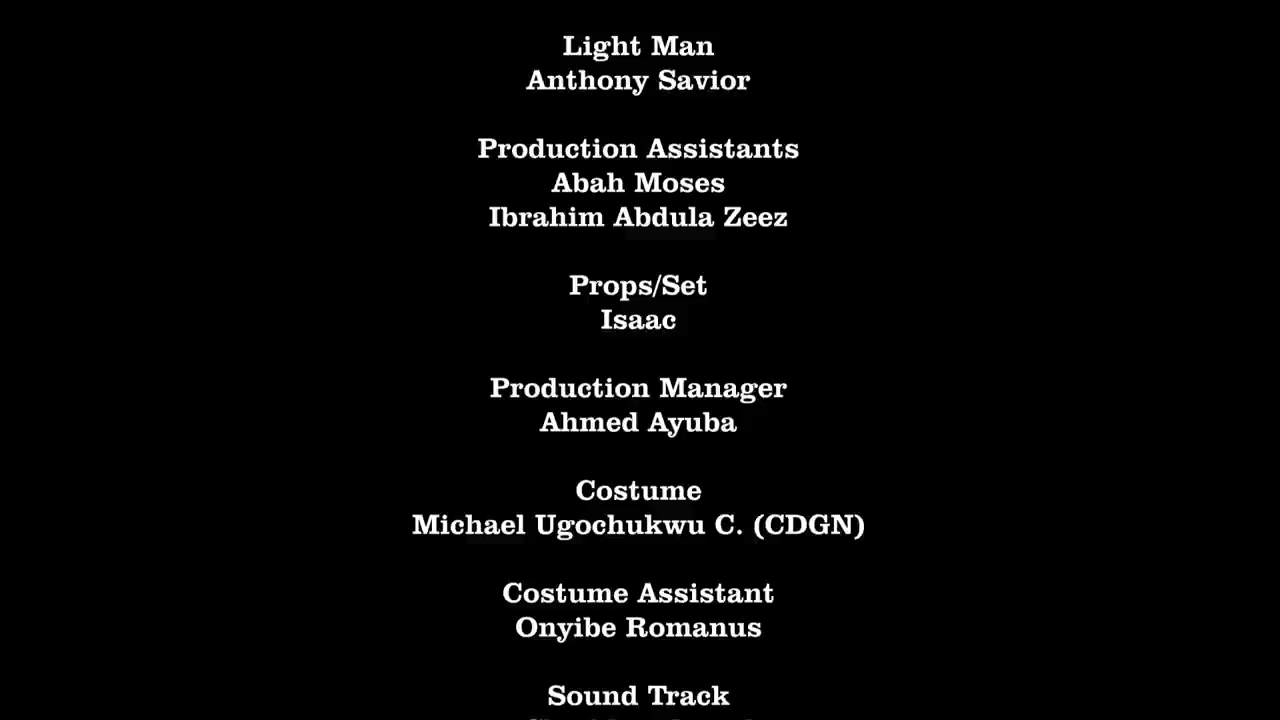 Light Man
Anthony Savior
Production Assistants
Abah Moses
Ibrahim Abdula Zeez
Props/Set
Isaac
Production Manager
Ahmed Ayuba
Costume
Michael Ugochukwu C. (CDGN)
Costume Assistant
Onyibe Romanus
Sound Track